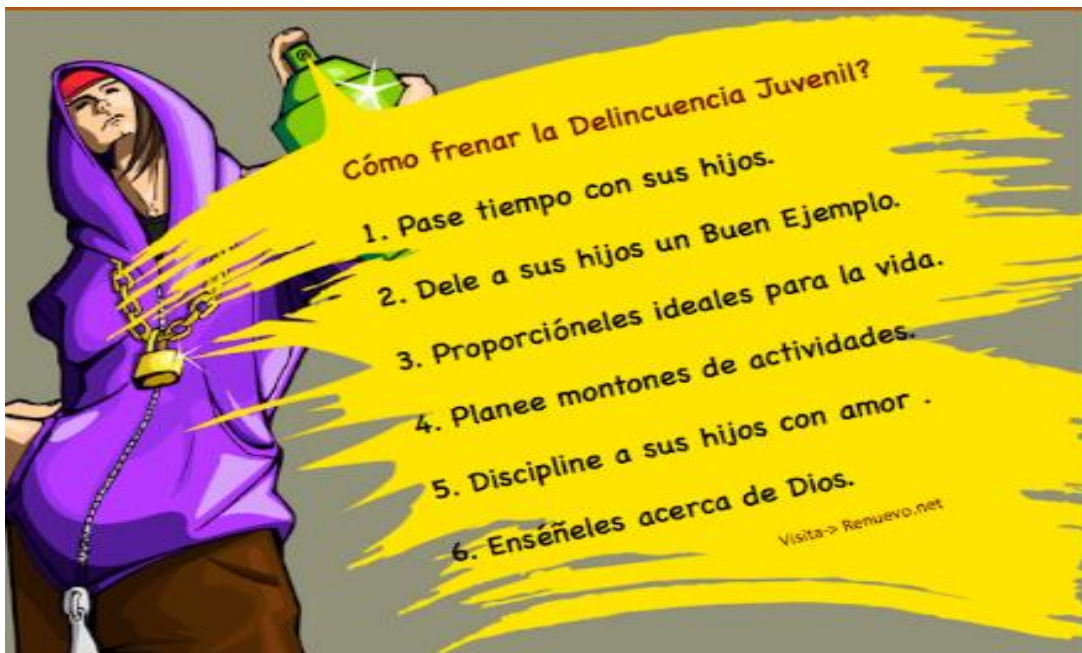 Cómo frenar la Delincuencia Juvenil?
1. Pase tiempo con sus hijos.
2. Dele a sus hijos un Buen Ejemplo.
3. Proporcióneles ideales para la vida.
4. Planee montones de actividades.
5. Discipline a sus hijos con amor .
6. Enséñeles acerca de Dios.
Visita-> Renuevo.net